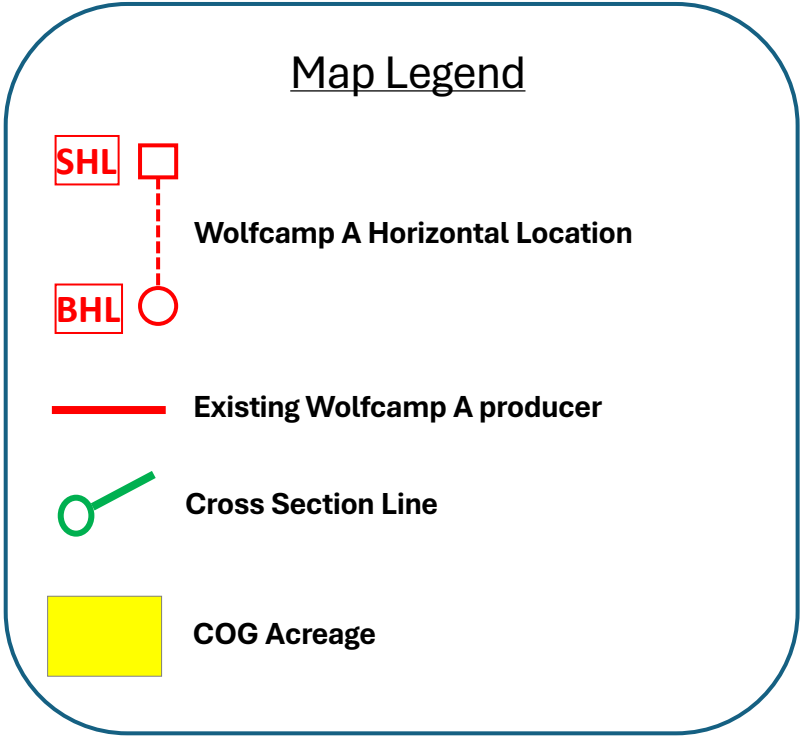 Map Legend
SHL
Wolfcamp A Horizontal Location
BHL
Existing Wolfcamp A producer
Cross Section Line
COG Acreage